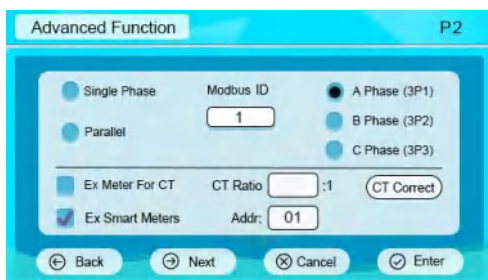 Advanced Function P2
Single Phase Modbus ID A Phase (3P1)
1 B Phase (3P2)
Parallel C Phase (3P3)
Ex Meter For CT CT Ratio :1 CT Correct
Ex Smart Meters Addr: 01
Back Next Cancel Enter